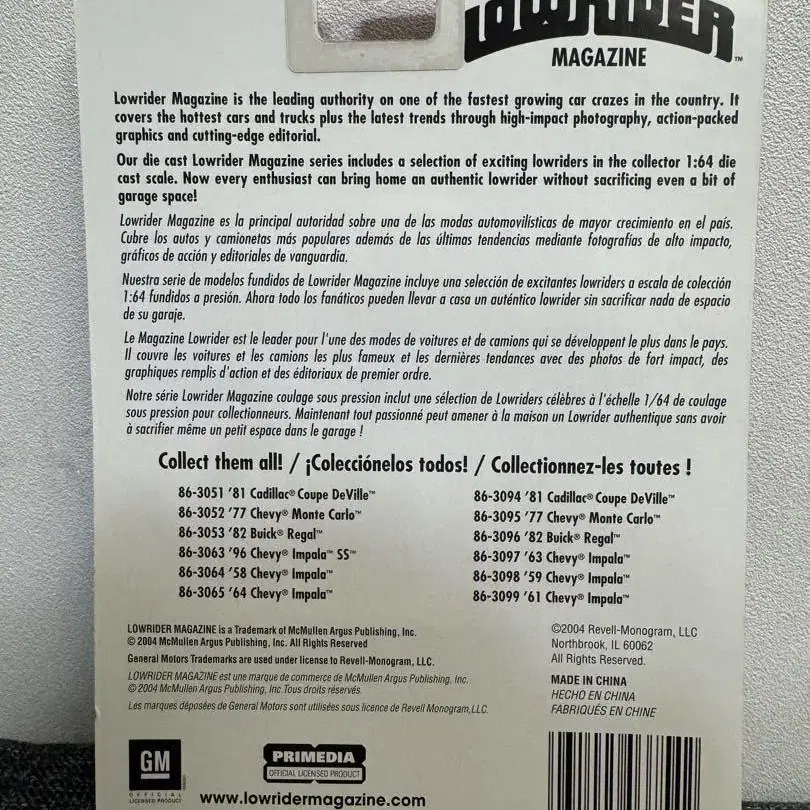 LOWRIDER™
MAGAZINE
Lowrider Magazine is the leading authority on one of the fastest growing car crazes in the country. It
covers the hottest cars and trucks plus the latest trends through high-impact photography, action-packed
graphics and cutting-edge editorial.
Our die cast Lowrider Magazine series includes a selection of exciting lowriders in the collector 1:64 die
cast scale. Now every enthusiast can bring home an authentic lowrider without sacrificing even a bit of
garage space!
Lowrider Magazine es la principal autoridad sobre una de las modas automovilísticas de mayor crecimiento en el país.
Cubre los autos y camionetas más populares además de las últimas tendencias mediante fotografías de alto impacto,
gráficos de acción y editoriales de vanguardia.
Nuestra serie de modelos fundidos de Lowrider Magazine incluye una selección de excitantes lowriders a escala de colección
1:64 fundidos a presión. Ahora todo los fanáticos pueden llevar a casa un auténtico lowrider sin sacrificar nada de espacio
de su garaje.
Le Magazine Lowrider est le leader pour l'une des modes de voitures et de camions qui se développent le plus dans le pays.
Il couvre les voitures et les camions les plus fameux et les dernières tendances avec des photos de fort impact, des
graphiques remplis d'action et des éditoriaux de premier ordre.
Notre série Lowrider Magazine coulage sous pression inclut une sélection de Lowriders célèbres à l'échelle 1/64 de coulage
sous pression pour collectionneurs. Maintenant tout passionné peut amener à la maison un Lowrider authentique sans avoir
à sacrifier même un petit espace dans le garage !
Collect them all! / ¡Colecciónelos todos! / Collectionnez-les toutes !
86-3051 '81 Cadillac® Coupe DeVille™
86-3052 '77 Chevy® Monte Carlo™
86-3053 '82 Buick® Regal™
86-3063 '96 Chevy® Impala™ SS™
86-3064 '58 Chevy® Impala™
86-3065 '64 Chevy® Impala™
86-3094 '81 Cadillac® Coupe DeVille™
86-3095 '77 Chevy® Monte Carlo™
86-3096 '82 Buick® Regal™
86-3097 '63 Chevy® Impala™
86-3098 '59 Chevy® Impala™
86-3099 '61 Chevy® Impala™
LOWRIDER MAGAZINE is a Trademark of McMullen Argus Publishing, Inc.
© 2004 McMullen Argus Publishing, Inc. All Rights Reserved
General Motors Trademarks are used under license to Revell-Monogram, LLC.
LOWRIDER MAGAZINE est une marque de commerce de McMullen Argus Publishing, Inc.
© 2004 McMullen Argus Publishing, Inc. Tous droits réservés.
Les marques déposées de General Motors sont utilisées sous licence de Revell Monogram,LLC.
©2004 Revell-Monogram, LLC
Northbrook, IL 60062
All Rights Reserved.
MADE IN CHINA
HECHO EN CHINA
FABRIQUÉS EN CHINE
GM
OFFICIAL
LICENSED PRODUCT
PRIMEDIA
OFFICIAL LICENSED PRODUCT
www.lowridermagazine.com